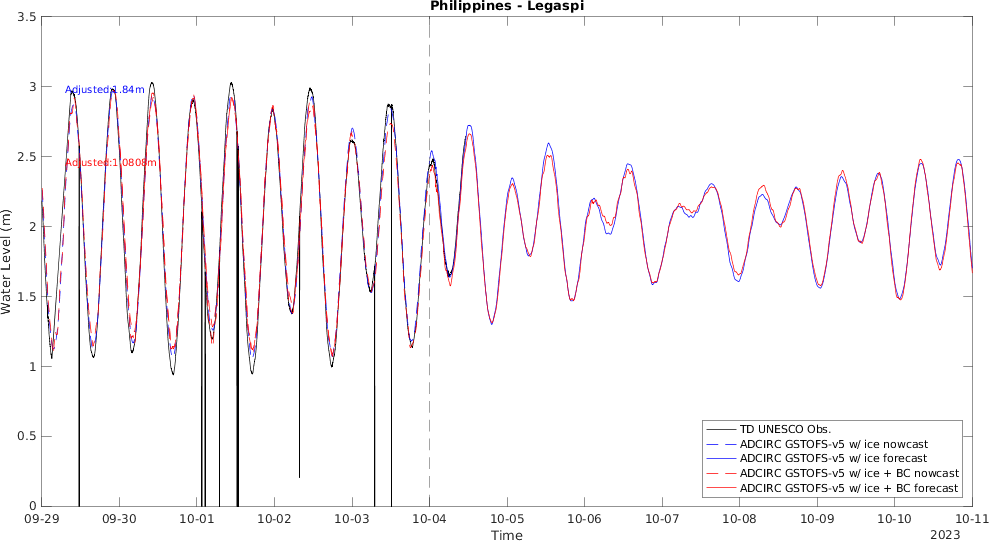 Philippines - Legaspi
3.5
3
2.5
2
1.5
1
0.5
0
Water Level (m)
Adjusted:1.84m
Adjusted:1.0808m
TD UNESCO Obs.
ADCIRC GSTOFS-v5 w/ ice nowcast
ADCIRC GSTOFS-v5 w/ ice forecast
ADCIRC GSTOFS-v5 w/ ice + BC nowcast
ADCIRC GSTOFS-v5 w/ ice + BC forecast
09-29 09-30 10-01 10-02 10-03 10-04 10-05 10-06 10-07 10-08 10-09 10-10 10-11
Time
2023